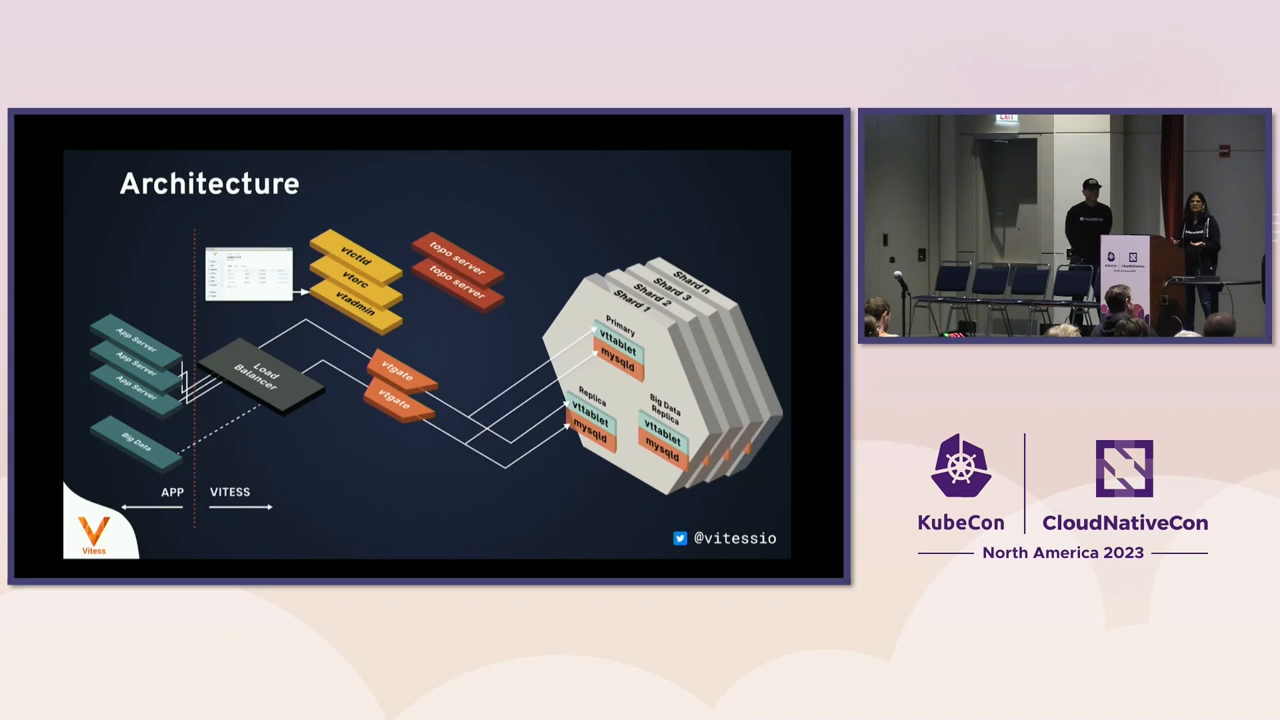 Architecture
vtctld
vtorc
vtadmin
topo server
topo server
App Server
App Server
App Server
Big Data
Load
Balancer
vtgate
vtgate
Shard n
Shard 3
Shard 2
Shard 1
Primary
vttablet
mysqld
Replica
vttablet
mysqld
Big Data
Replica
vttablet
mysqld
APP
VITESS
Vitess
@vitessio
EXIT
KubeCon
CloudNativeCon
North America 2023